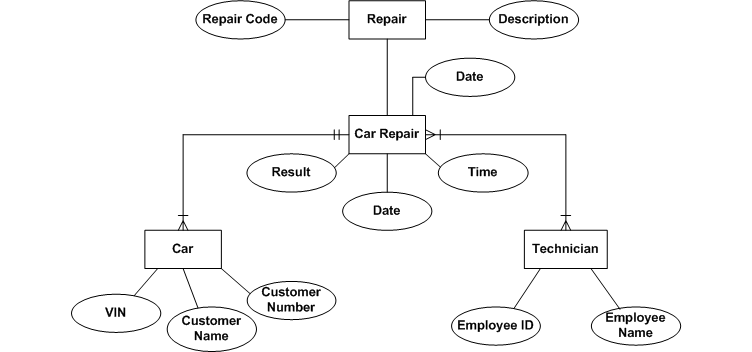 Repair Code
Repair
Description
Date
Car Repair
Result
Time
Date
Car
Technician
VIN
Customer
Name
Customer
Number
Employee ID
Employee
Name